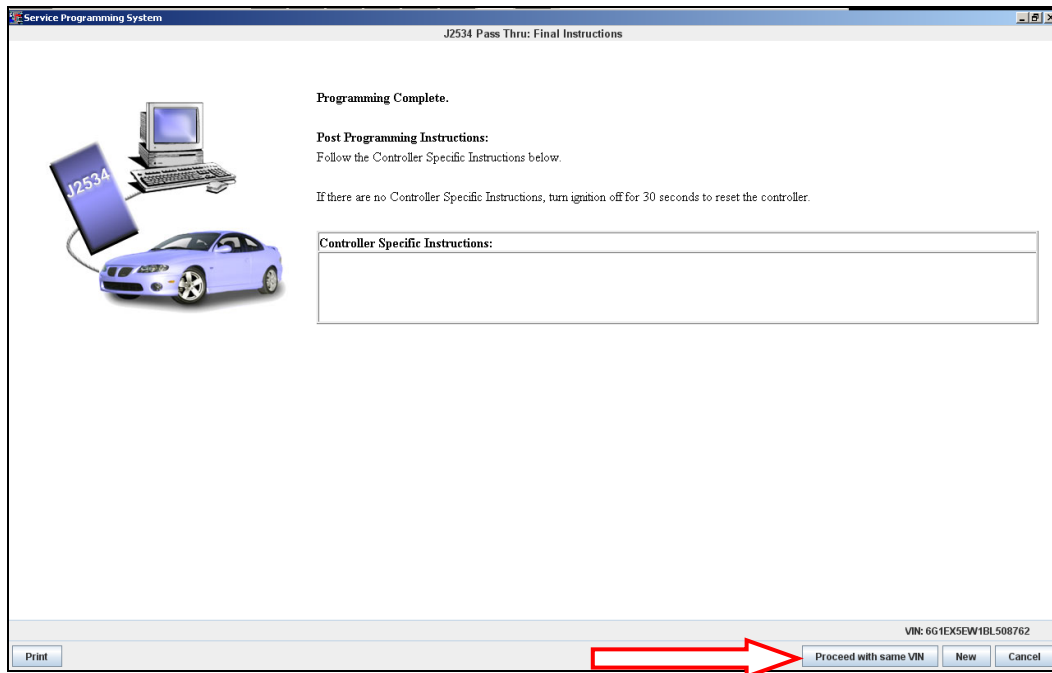 Service Programming System
J2534 Pass Thru: Final Instructions
Programming Complete.
Post Programming Instructions:
Follow the Controller Specific Instructions below.
If there are no Controller Specific Instructions, turn ignition off for 30 seconds to reset the controller.
J2534
Controller Specific Instructions:
VIN: 6G1EX5EW1BL508762
Print
Proceed with same VIN
New
Cancel